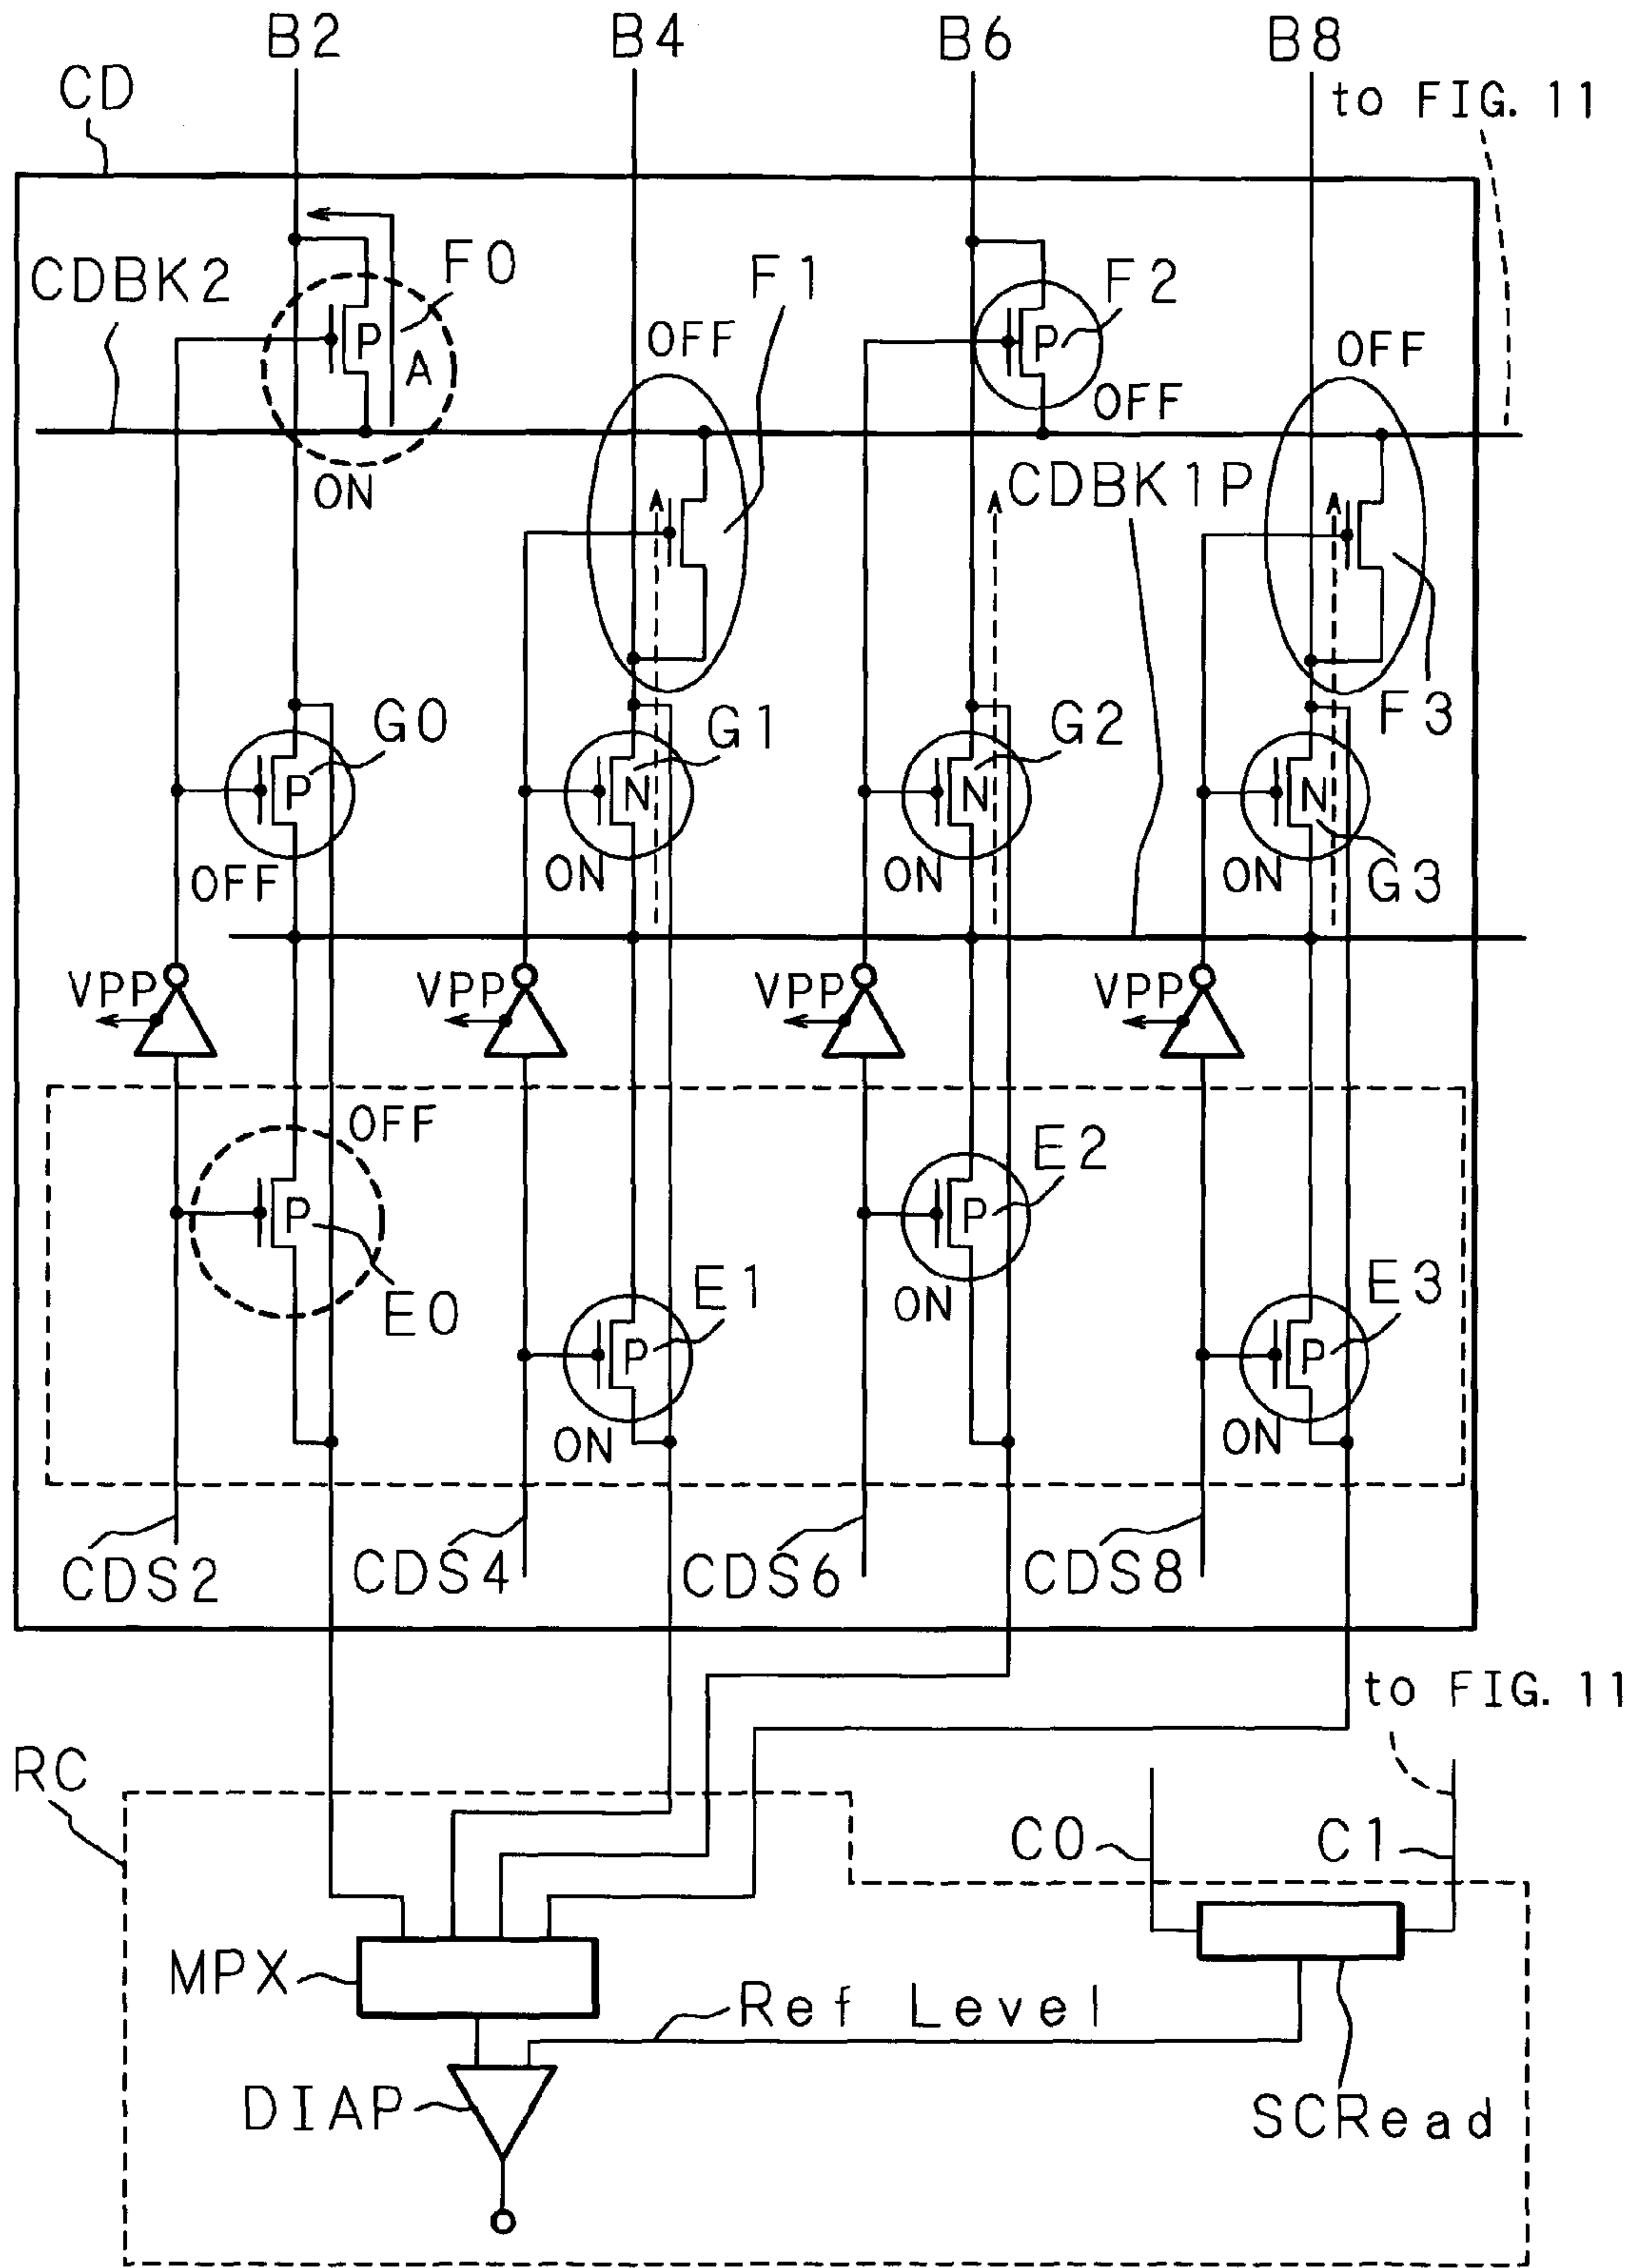 B2 B4 B6 B8
CD
to FIG. 11
CDBK2
F0
F1
F2
P
A
OFF
P
OFF
OFF
ON
CDBK1P
F3
G0
G1
G2
P
N
N
N
OFF
ON
ON
ON
G3
VPP
VPP
VPP
VPP
OFF
E2
P
P
E0
E1
ON
E3
P
P
ON
ON
CDS2
CDS4
CDS6
CDS8
to FIG. 11
RC
C0
C1
MPX
Ref Level
DIAP
SCRead